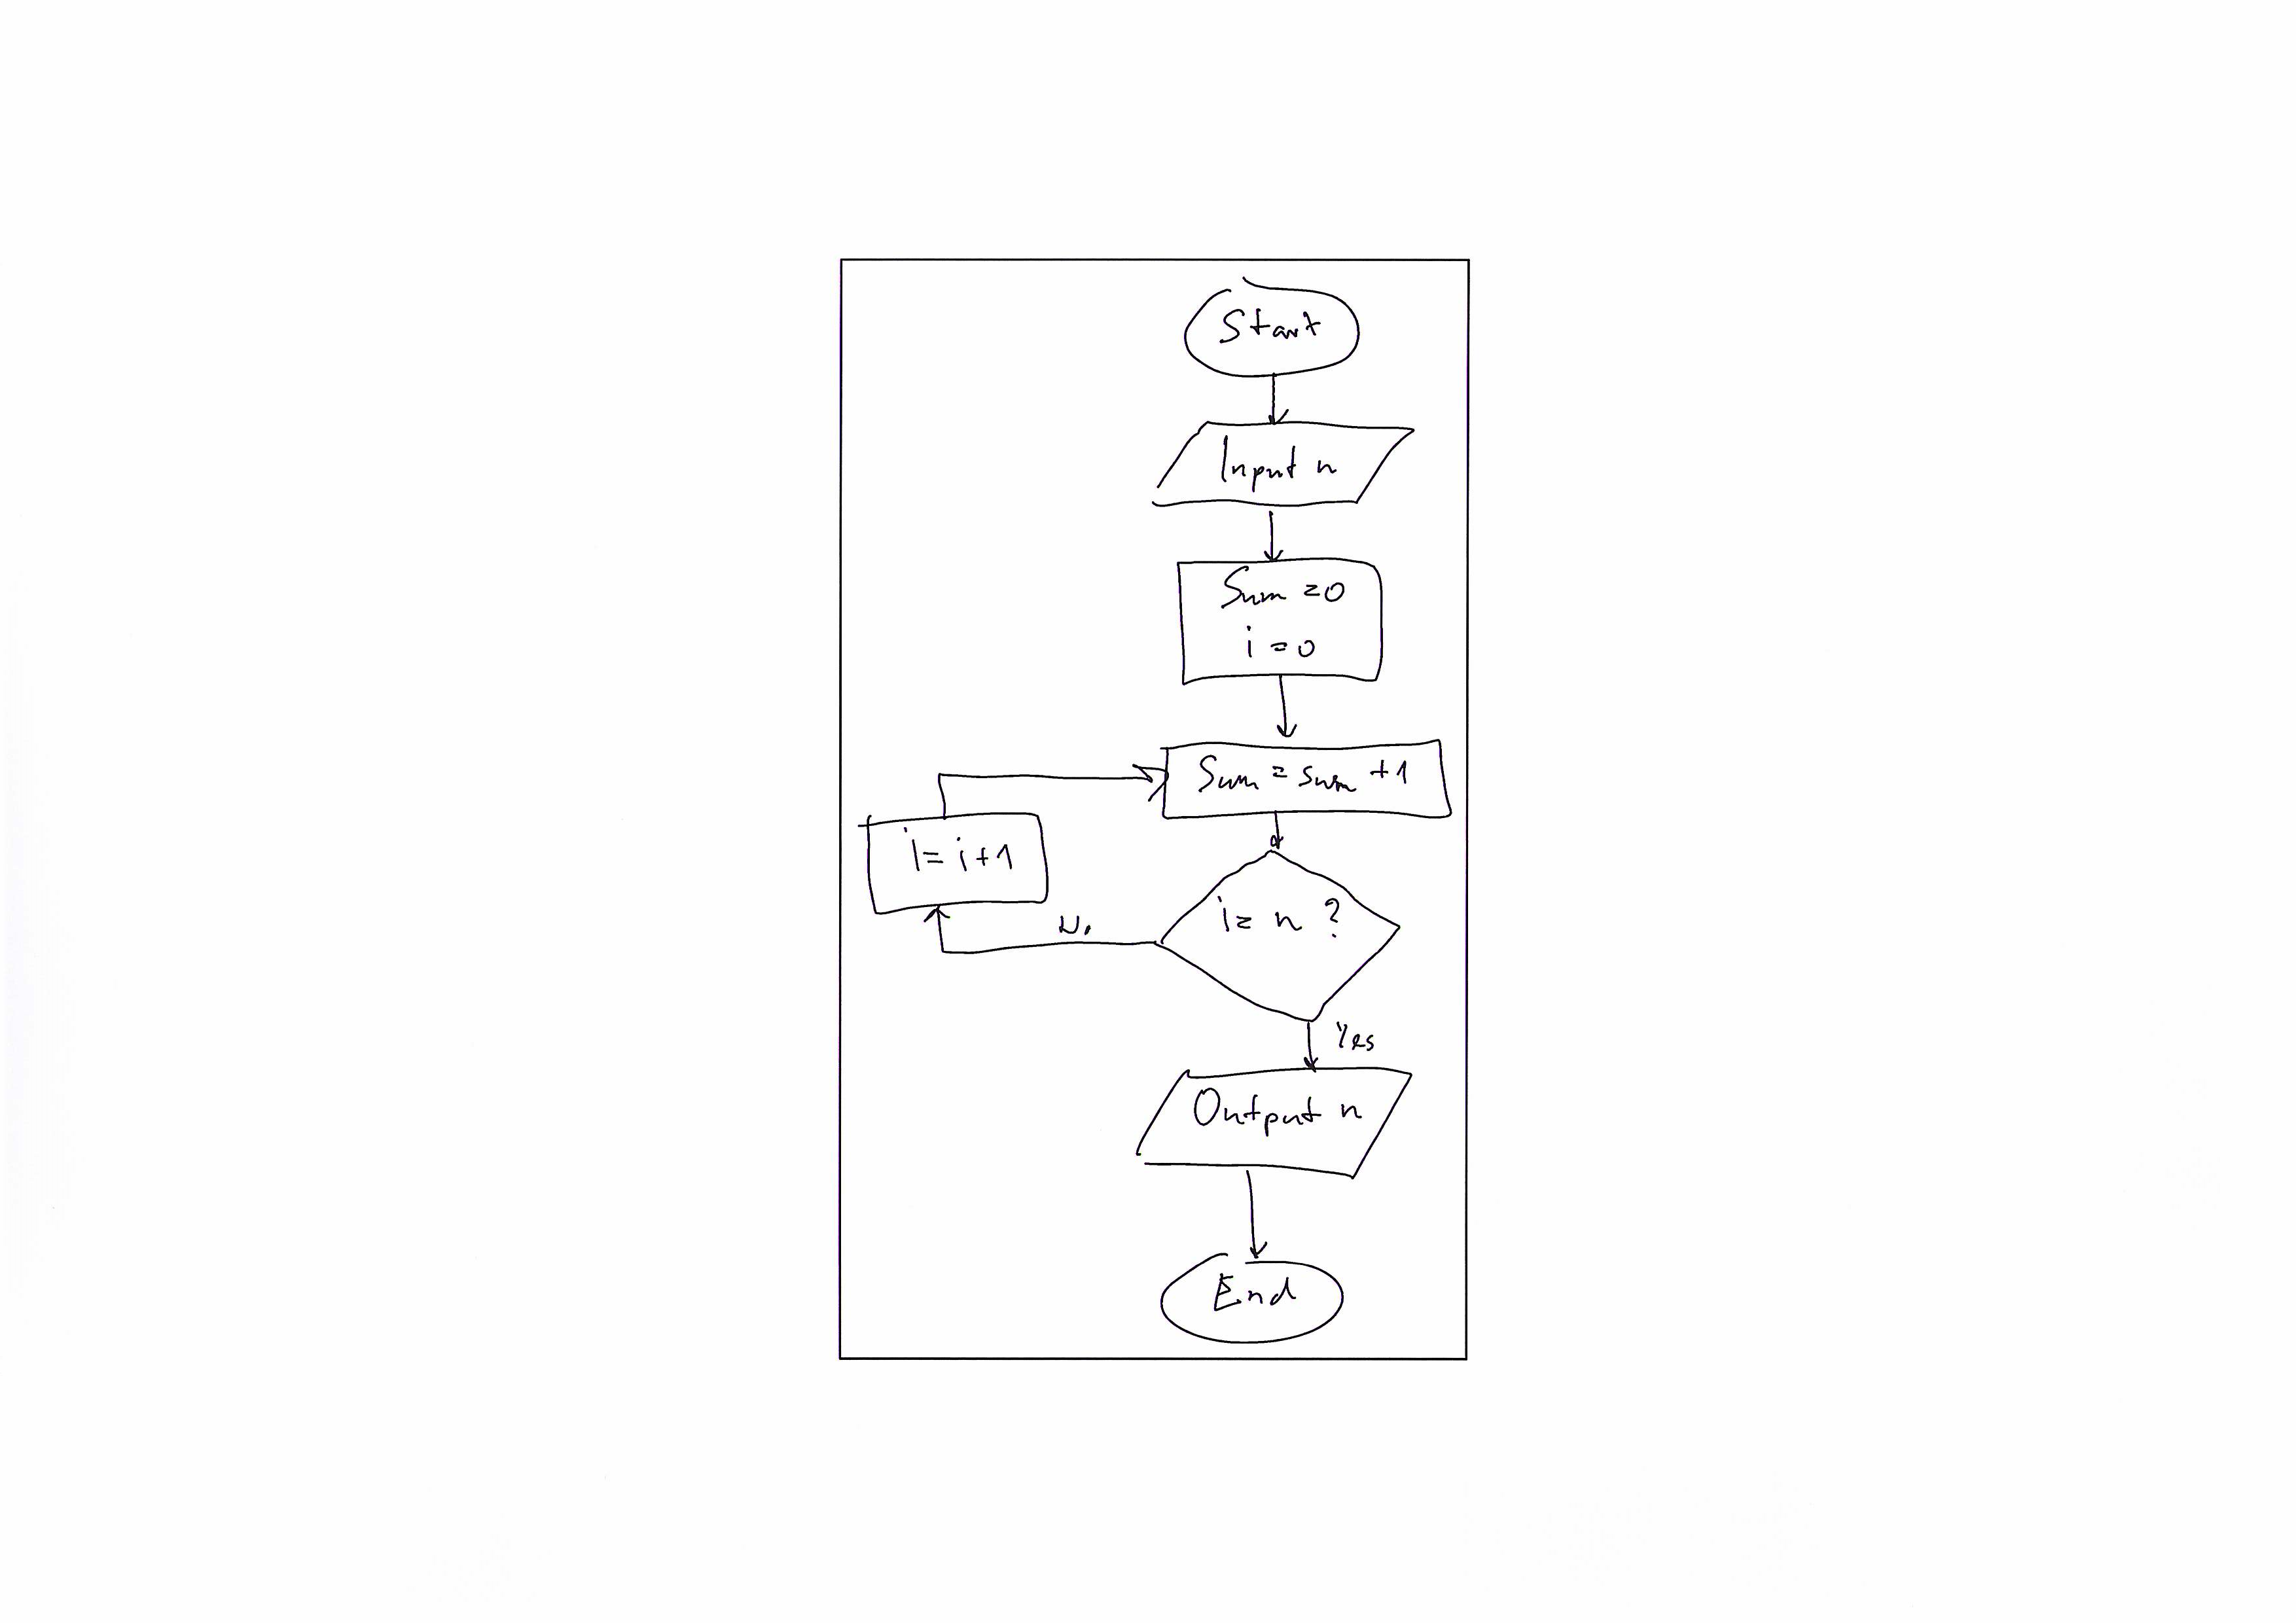 Start
Input n
Sum = 0
i = 0
Sum = sum + 1
i = i + 1
i = n ?
No
Yes
Output n
End